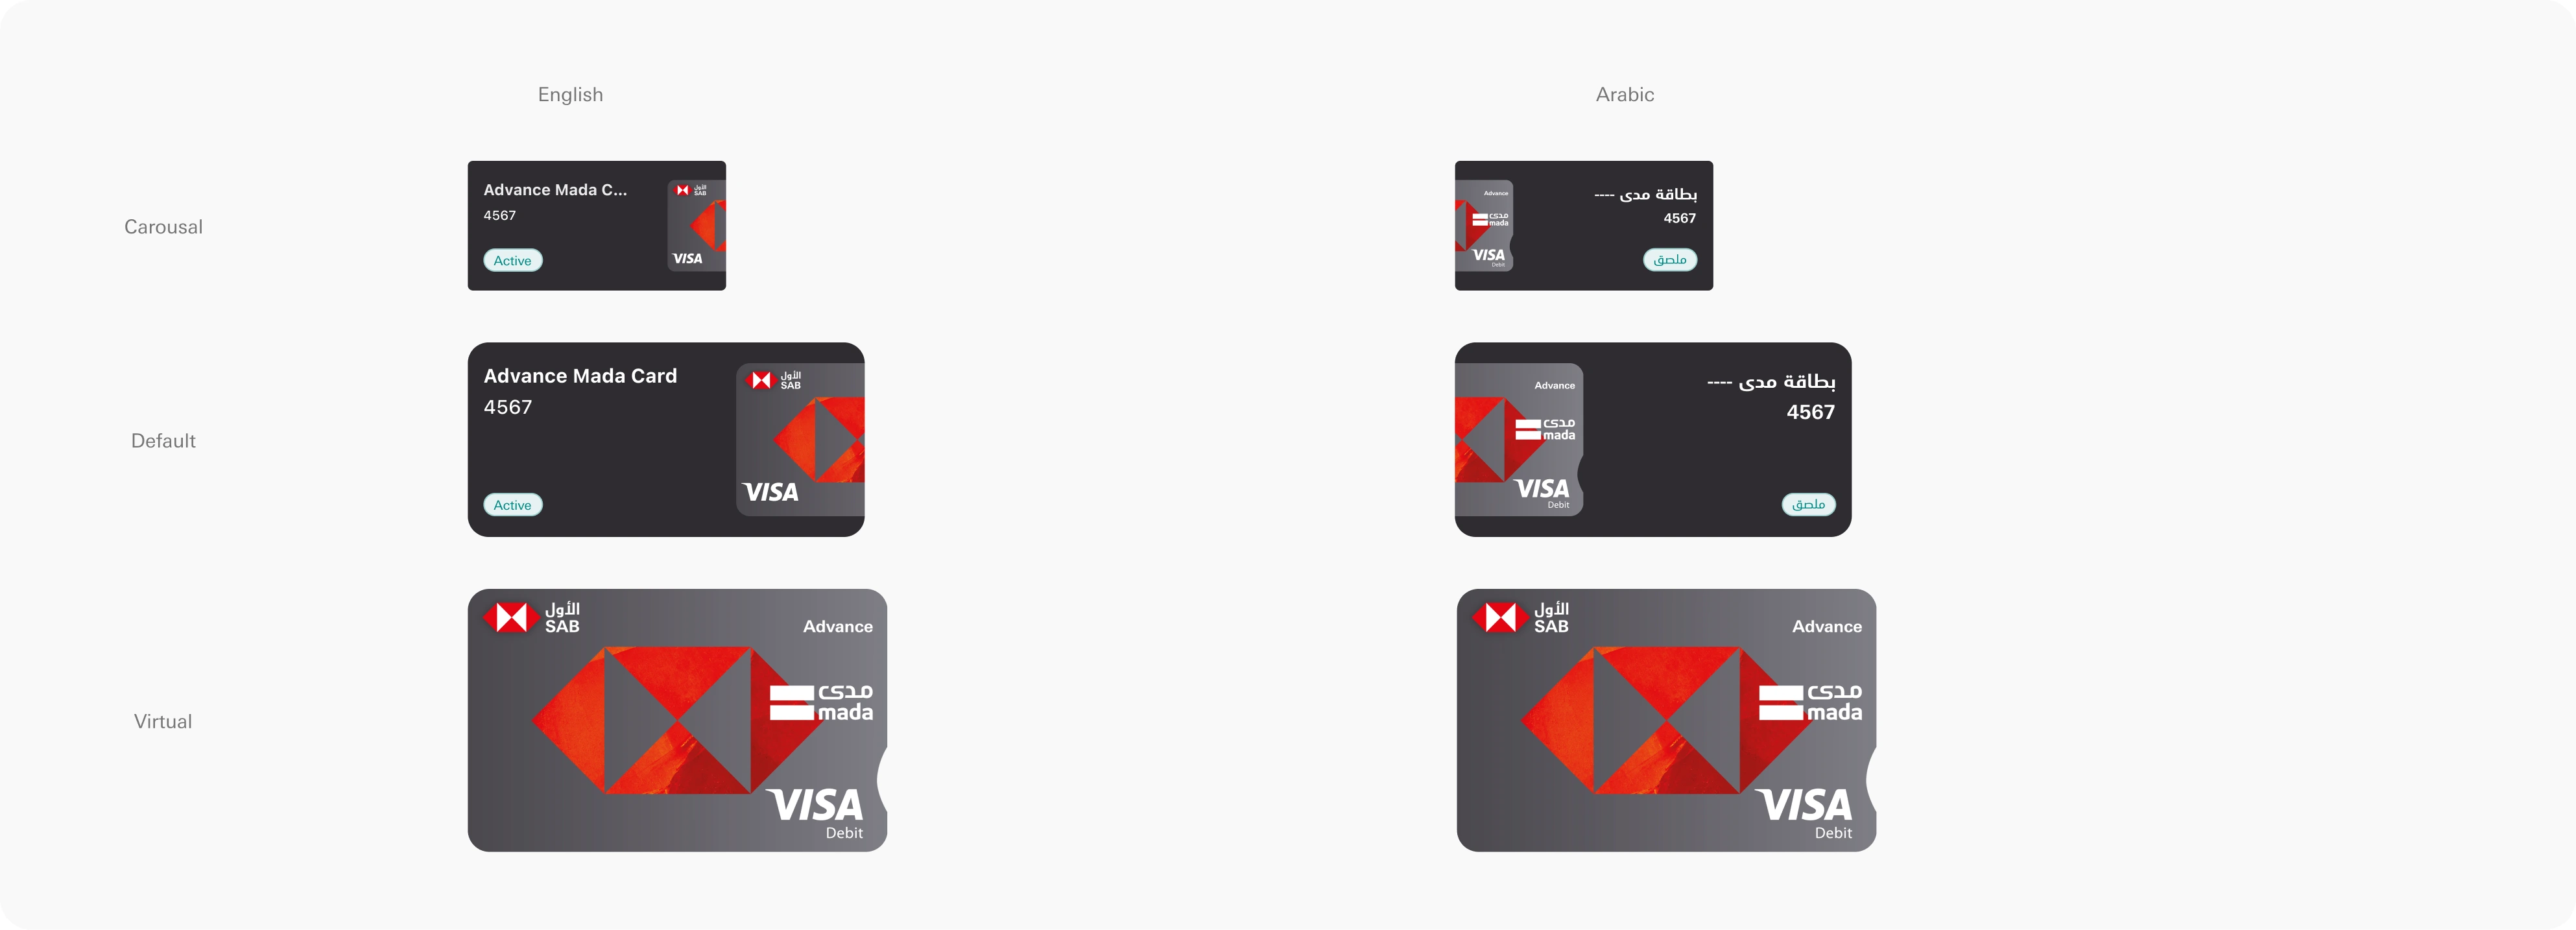 English
Arabic
Carousal
Advance Mada C...
4567
Active
الأول
SAB
VISA
Advance
مدى
mada
VISA
Debit
بطاقة مدى ----
4567
ملصق
Default
Advance Mada Card
4567
Active
الأول
SAB
VISA
Advance
مدى
mada
VISA
Debit
بطاقة مدى ----
4567
ملصق
Virtual
الأول
SAB
Advance
مدى
mada
VISA
Debit
الأول
SAB
Advance
مدى
mada
VISA
Debit